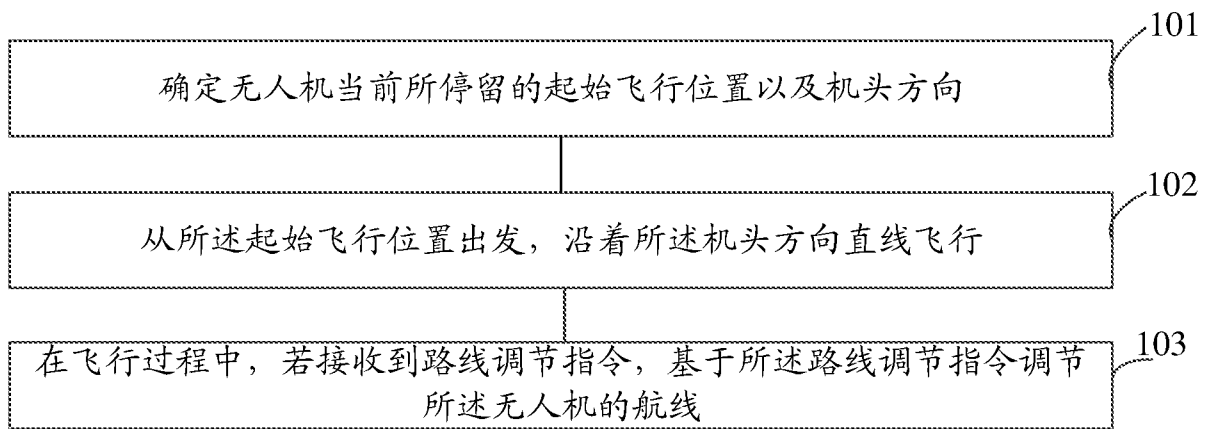 101
确定无人机当前所停留的起始飞行位置以及机头方向
102
从所述起始飞行位置出发，沿着所述机头方向直线飞行
103
在飞行过程中，若接收到路线调节指令，基于所述路线调节指令调节
所述无人机的航线